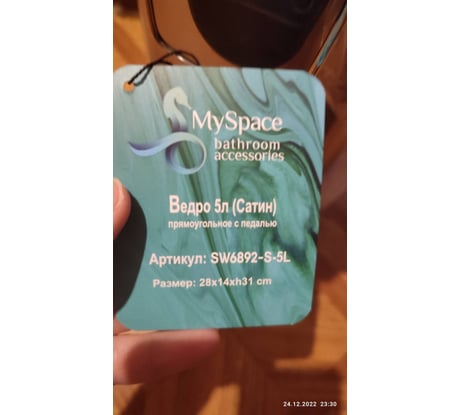 MySpace
bathroom
accessories
Ведро 5л (Сатин)
прямоугольное с педалью
Артикул: SW6892-S-5L
Размер: 28x14xh31 cm
24.12.2022 23:30